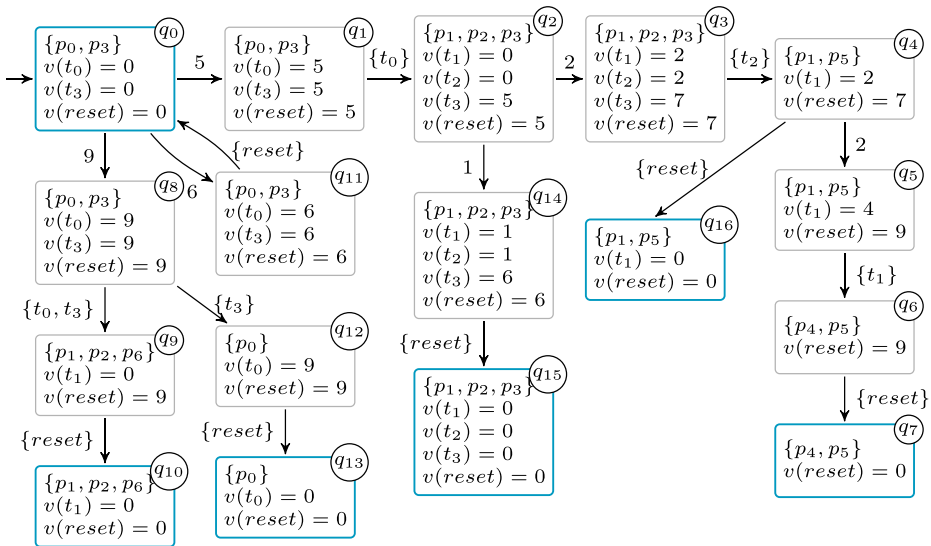 q₀
{p₀, p₃}
v(t₀) = 0
v(t₃) = 0
v(reset) = 0
5
q₁
{p₀, p₃}
v(t₀) = 5
v(t₃) = 5
v(reset) = 5
{t₀}
q₂
{p₁, p₂, p₃}
v(t₁) = 0
v(t₂) = 0
v(t₃) = 5
v(reset) = 5
2
q₃
{p₁, p₂, p₃}
v(t₁) = 2
v(t₂) = 2
v(t₃) = 7
v(reset) = 7
{t₂}
q₄
{p₁, p₅}
v(t₁) = 2
v(reset) = 7
9
6
{reset}
1
{reset}
2
q₈
{p₀, p₃}
v(t₀) = 9
v(t₃) = 9
v(reset) = 9
q₁₁
{p₀, p₃}
v(t₀) = 6
v(t₃) = 6
v(reset) = 6
q₁₄
{p₁, p₂, p₃}
v(t₁) = 1
v(t₂) = 1
v(t₃) = 6
v(reset) = 6
q₁₆
{p₁, p₅}
v(t₁) = 0
v(reset) = 0
q₅
{p₁, p₅}
v(t₁) = 4
v(reset) = 9
{t₀, t₃}
{t₃}
{reset}
{t₁}
q₉
{p₁, p₂, p₆}
v(t₁) = 0
v(reset) = 9
q₁₂
{p₀}
v(t₀) = 9
v(reset) = 9
q₁₅
{p₁, p₂, p₃}
v(t₁) = 0
v(t₂) = 0
v(t₃) = 0
v(reset) = 0
q₆
{p₄, p₅}
v(reset) = 9
{reset}
{reset}
{reset}
q₁₀
{p₁, p₂, p₆}
v(t₁) = 0
v(reset) = 0
q₁₃
{p₀}
v(t₀) = 0
v(reset) = 0
q₇
{p₄, p₅}
v(reset) = 0